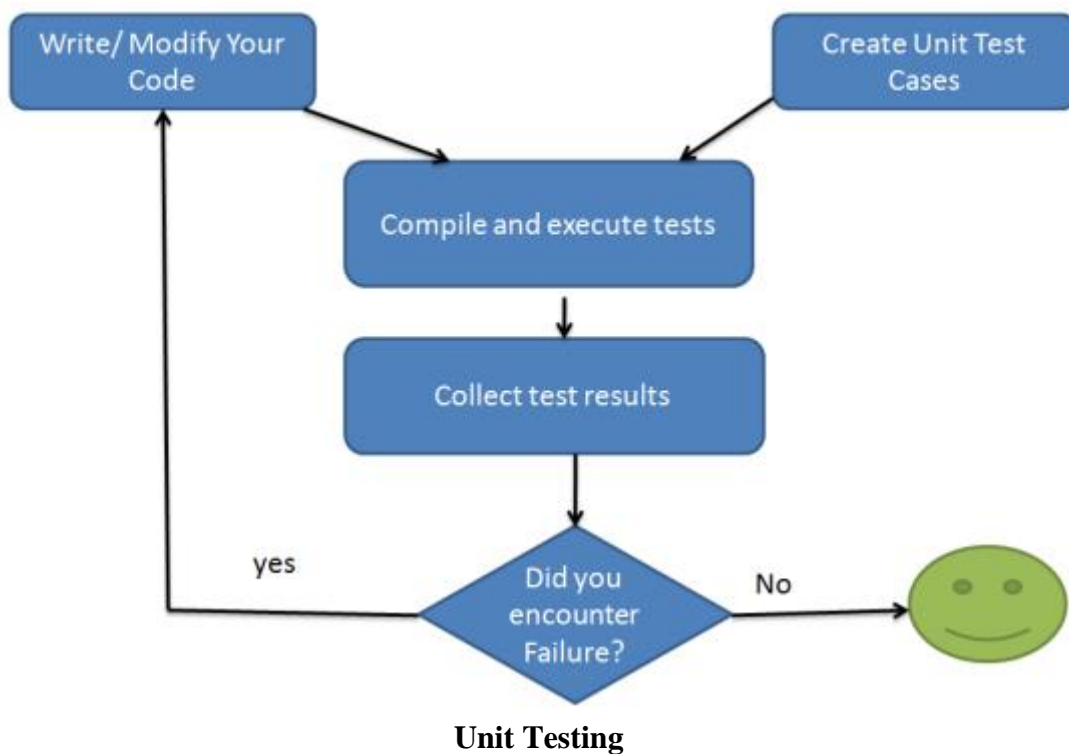 Write/ Modify Your
Code
Create Unit Test
Cases
Compile and execute tests
Collect test results
Did you
encounter
Failure?
yes
No
Unit Testing